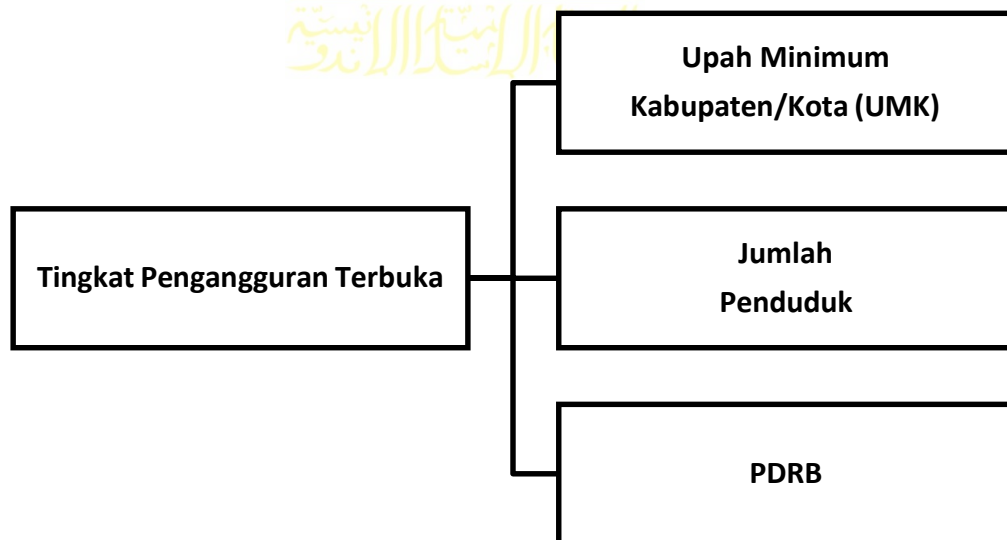 Upah Minimum
Kabupaten/Kota (UMK)
Tingkat Pengangguran Terbuka
Jumlah
Penduduk
PDRB